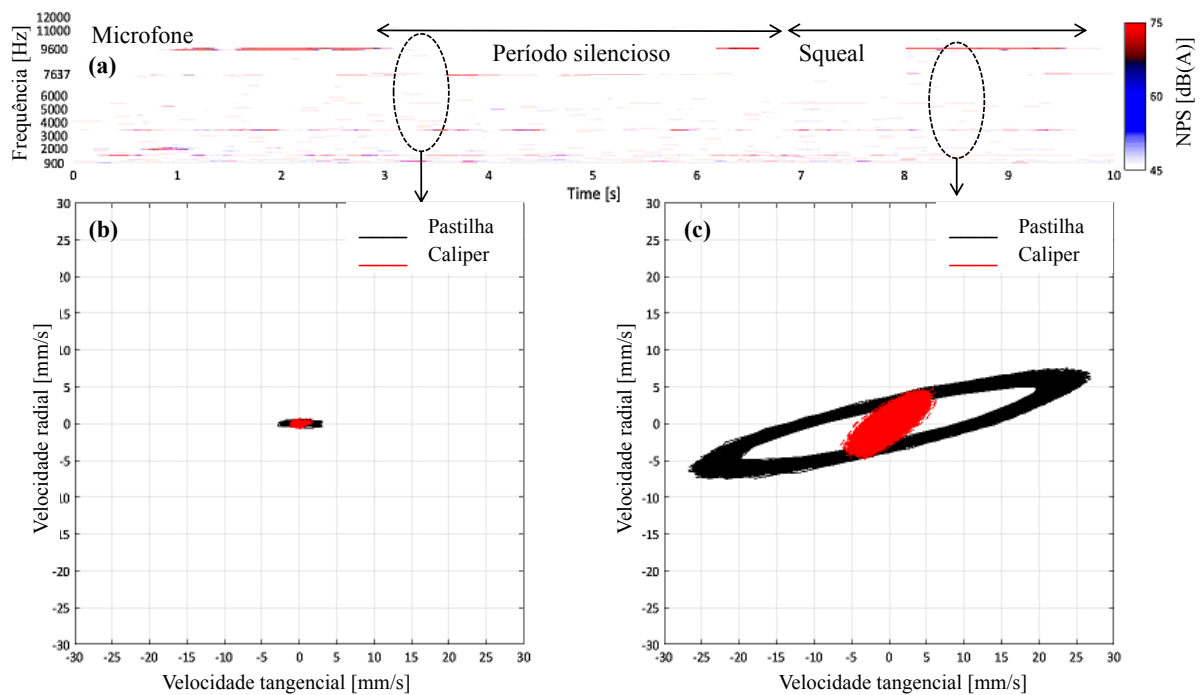 Microfone
(a)
Período silencioso
Squeal
Frequência [Hz]
12000
11000
9600
7637
6000
5000
4000
3000
2000
900
0 1 2 3 4 5 6 7 8 9 10
Time [s]
75
60
45
NPS [dB(A)]
(b)
Pastilha
Caliper
Velocidade radial [mm/s]
30
25
20
15
10
5
0
-5
-10
-15
-20
-25
-30
-30 -25 -20 -15 -10 -5 0 5 10 15 20 25 30
Velocidade tangencial [mm/s]
(c)
Pastilha
Caliper
Velocidade radial [mm/s]
30
25
20
15
10
5
0
-5
-10
-15
-20
-25
-30
-30 -25 -20 -15 -10 -5 0 5 10 15 20 25 30
Velocidade tangencial [mm/s]